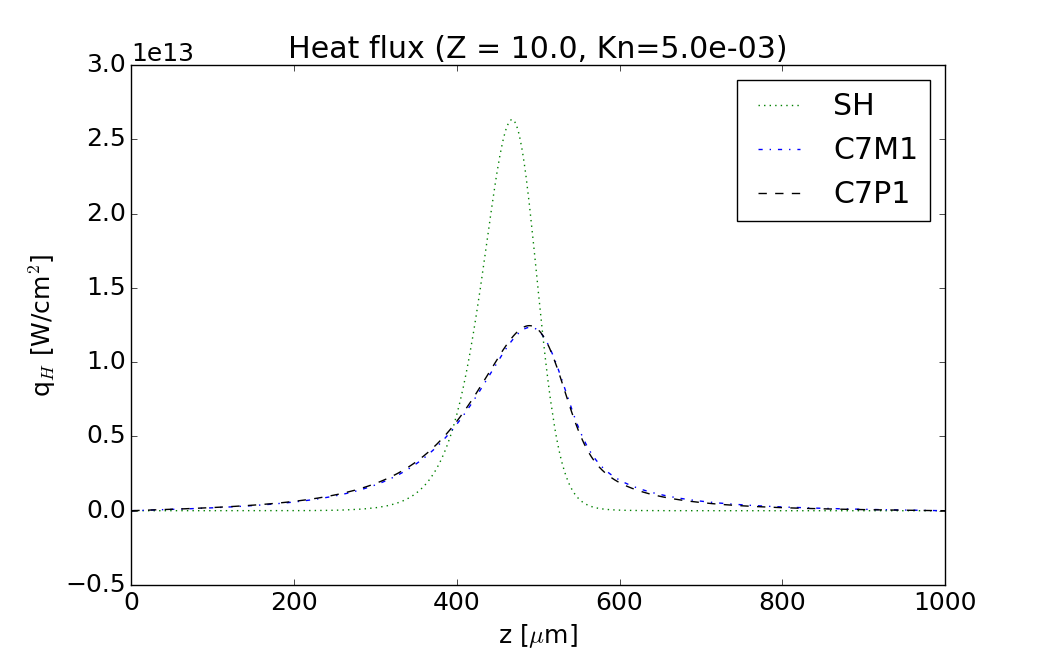 Heat flux (Z = 10.0, Kn=5.0e-03)
1e13
3.0
2.5
2.0
1.5
1.0
0.5
0.0
−0.5
q_H [W/cm²]
SH
C7M1
C7P1
0 200 400 600 800 1000
z [μm]